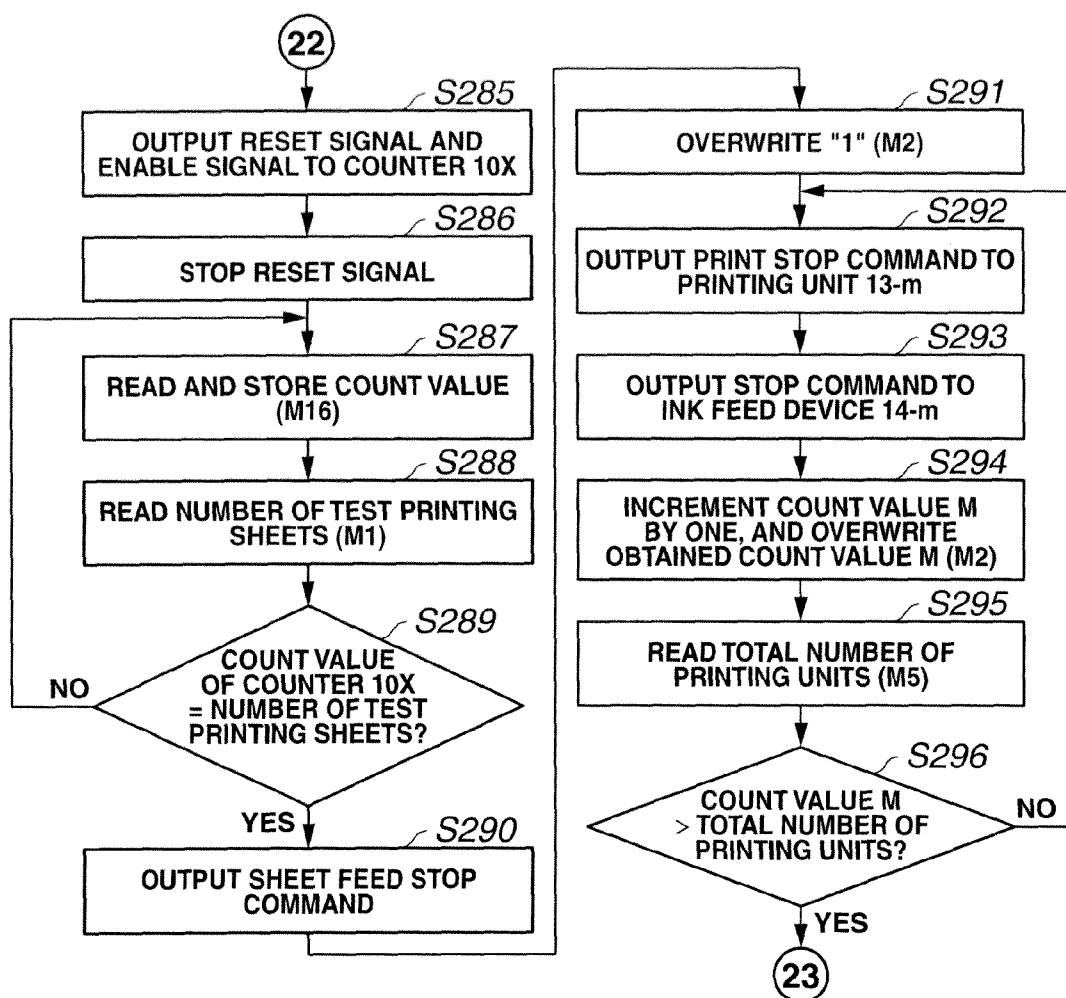 22
S285
OUTPUT RESET SIGNAL AND
ENABLE SIGNAL TO COUNTER 10X
S286
STOP RESET SIGNAL
S287
READ AND STORE COUNT VALUE
(M16)
S288
READ NUMBER OF TEST PRINTING
SHEETS (M1)
S289
COUNT VALUE
OF COUNTER 10X
= NUMBER OF TEST
PRINTING SHEETS?
NO
YES
S290
OUTPUT SHEET FEED STOP
COMMAND
S291
OVERWRITE "1" (M2)
S292
OUTPUT PRINT STOP COMMAND TO
PRINTING UNIT 13-m
S293
OUTPUT STOP COMMAND TO
INK FEED DEVICE 14-m
S294
INCREMENT COUNT VALUE M
BY ONE, AND OVERWRITE
OBTAINED COUNT VALUE M (M2)
S295
READ TOTAL NUMBER OF
PRINTING UNITS (M5)
S296
COUNT VALUE M
> TOTAL NUMBER OF
PRINTING UNITS?
NO
YES
23